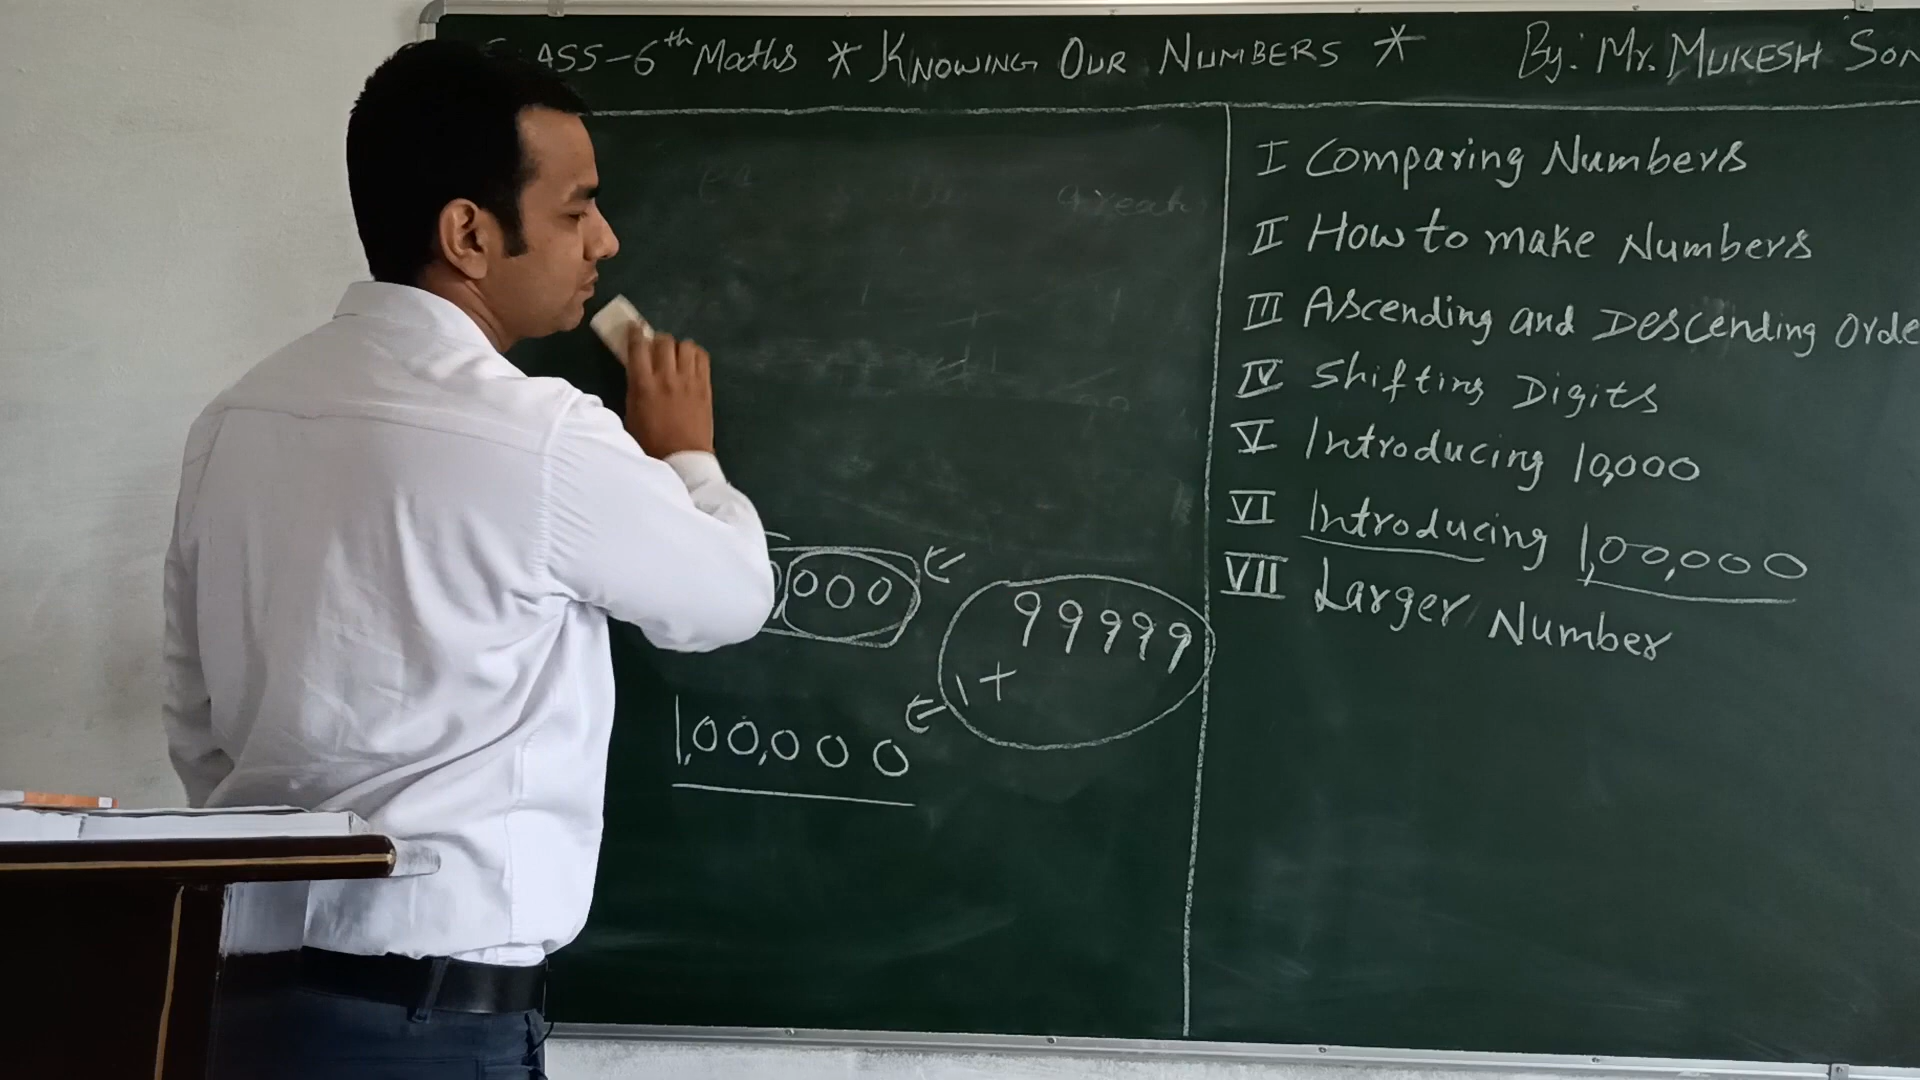 ASS-6th Maths * KNOWING OUR NUMBERS * By: Mr. MUKESH SON
000
99999
1+
1,00,000
I Comparing Numbers
II How to make Numbers
III Ascending and Descending Orde
IV Shifting Digits
V Introducing 10,000
VI Introducing 1,00,000
VII Larger Number